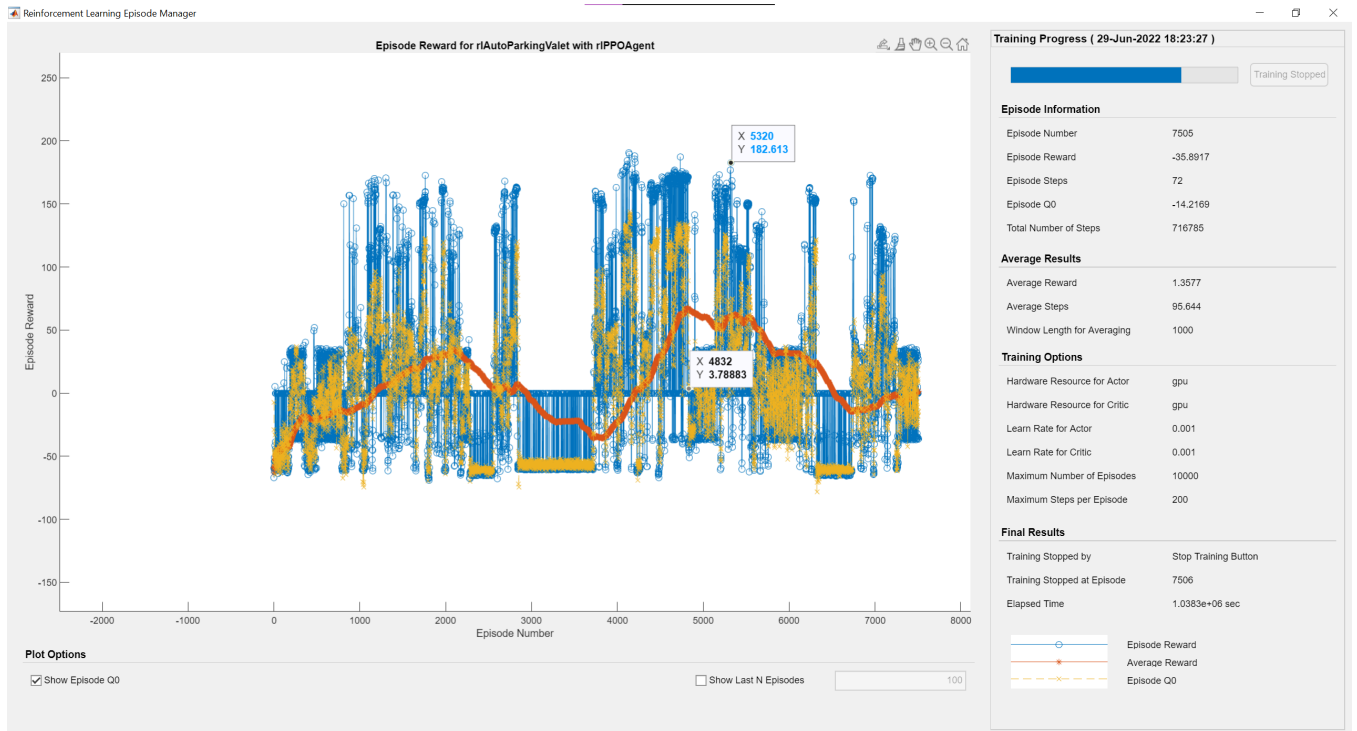 Reinforcement Learning Episode Manager
Episode Reward for rlAutoParkingValet with rlPPOAgent
250
200
150
100
50
0
-50
-100
-150
Episode Reward
X 5320
Y 182.613
X 4832
Y 3.78883
-2000 -1000 0 1000 2000 3000 4000 5000 6000 7000 8000
Episode Number
Plot Options
Show Episode Q0
Show Last N Episodes 100
Training Progress ( 29-Jun-2022 18:23:27 )
Training Stopped
Episode Information
Episode Number 7505
Episode Reward -35.8917
Episode Steps 72
Episode Q0 -14.2169
Total Number of Steps 716785
Average Results
Average Reward 1.3577
Average Steps 95.644
Window Length for Averaging 1000
Training Options
Hardware Resource for Actor gpu
Hardware Resource for Critic gpu
Learn Rate for Actor 0.001
Learn Rate for Critic 0.001
Maximum Number of Episodes 10000
Maximum Steps per Episode 200
Final Results
Training Stopped by Stop Training Button
Training Stopped at Episode 7506
Elapsed Time 1.0383e+06 sec
Episode Reward
Average Reward
Episode Q0